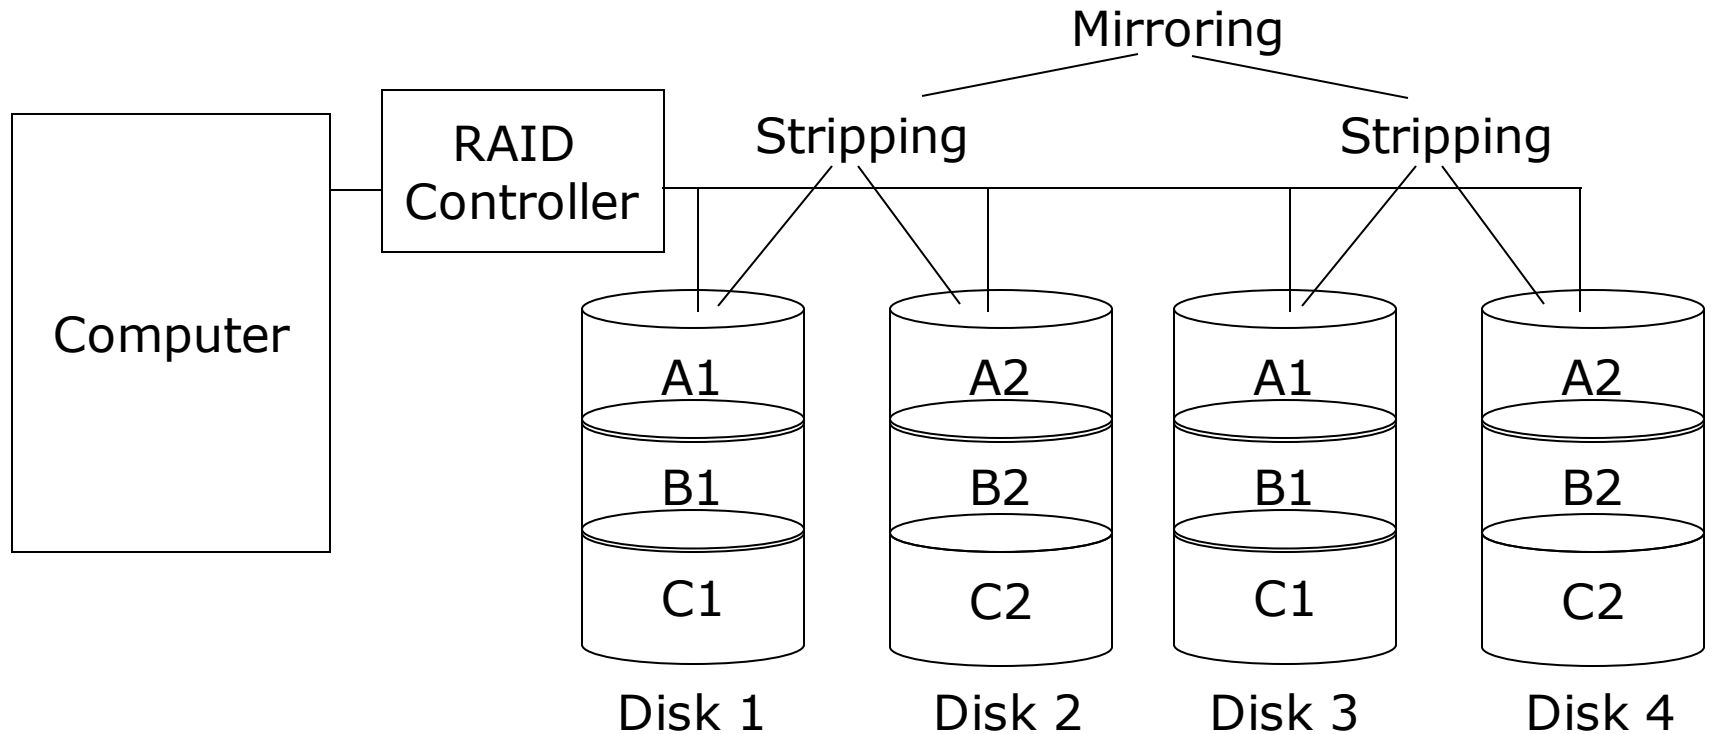 Mirroring
Stripping
Stripping
RAID
Controller
Computer
A1
A2
A1
A2
B1
B2
B1
B2
C1
C2
C1
C2
Disk 1
Disk 2
Disk 3
Disk 4